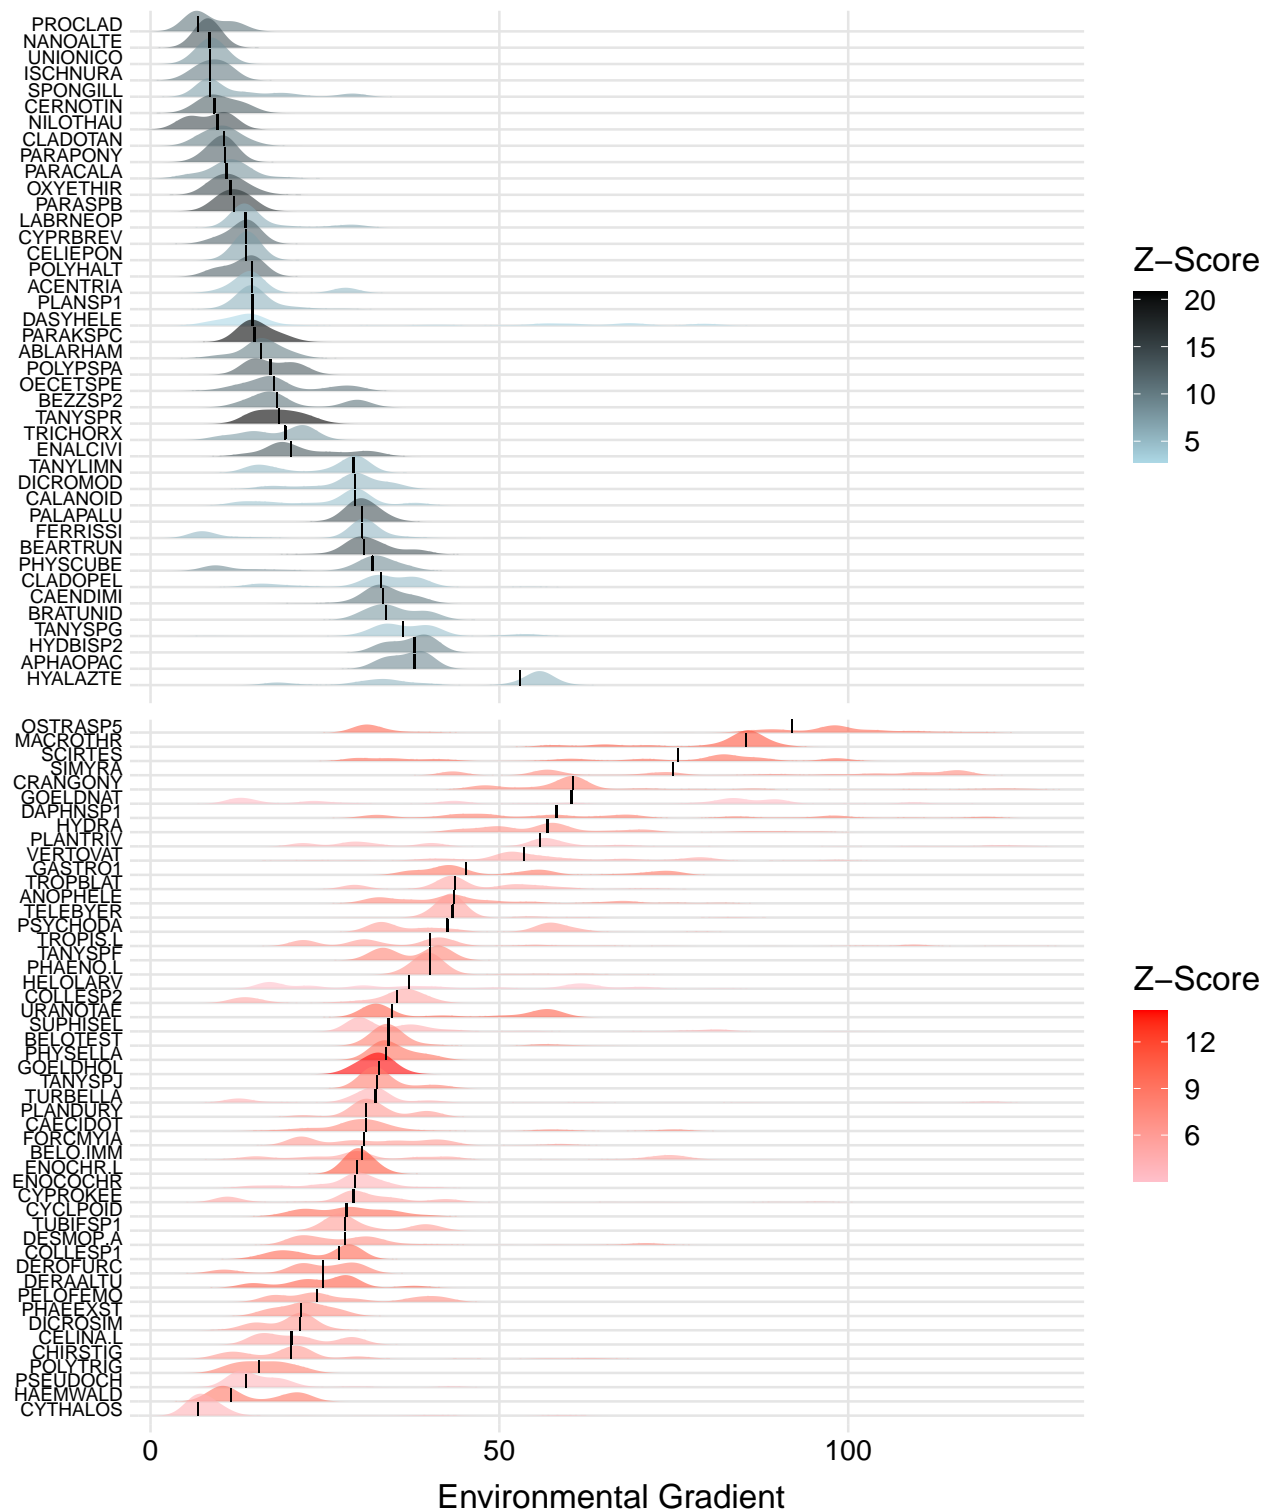 PROCLAD
NANOALTE
UNIONICO
ISCHNURA
SPONGILL
CERNOTIN
NILOTHAU
CLADOTAN
PARAPONY
PARACALA
OXYETHIR
PARASPB
LABRNEOP
CYPRBREV
CELIEPON
POLYHALT
ACENTRIA
PLANSP1
DASYHELE
PARAKSPC
ABLARHAM
POLYPSPA
OECETSPE
BEZZSP2
TANYSPR
TRICHORX
ENALCIVI
TANYLIMN
DICROMOD
CALANOID
PALAPALU
FERRISSI
BEARTRUN
PHYSCUBE
CLADOPEL
CAENDIMI
BRATUNID
TANYSPG
HYDBISP2
APHAOPAC
HYALAZTE
Z−Score
20
15
10
5
OSTRASP5
MACROTHR
SCIRTES
SIMYRA
CRANGONY
GOELDNAT
DAPHNSP1
HYDRA
PLANTRIV
VERTOVAT
GASTRO1
TROPBLAT
ANOPHELE
TELEBYER
PSYCHODA
TROPIS.L
TANYSPF
PHAENO.L
HELOLARV
COLLESP2
URANOTAE
SUPHISEL
BELOTEST
PHYSELLA
GOELDHOL
TANYSPJ
TURBELLA
PLANDURY
CAECIDOT
FORCMYIA
BELO.IMM
ENOCHR.L
ENOCOCHR
CYPROKEE
CYCLPOID
TUBIFSP1
DESMOP.A
COLLESP1
DEROFURC
DERAALTU
PELOFEMO
PHAEEXST
DICROSIM
CELINA.L
CHIRSTIG
POLYTRIG
PSEUDOCH
HAEMWALD
CYTHALOS
Z−Score
12
9
6
0 50 100
Environmental Gradient